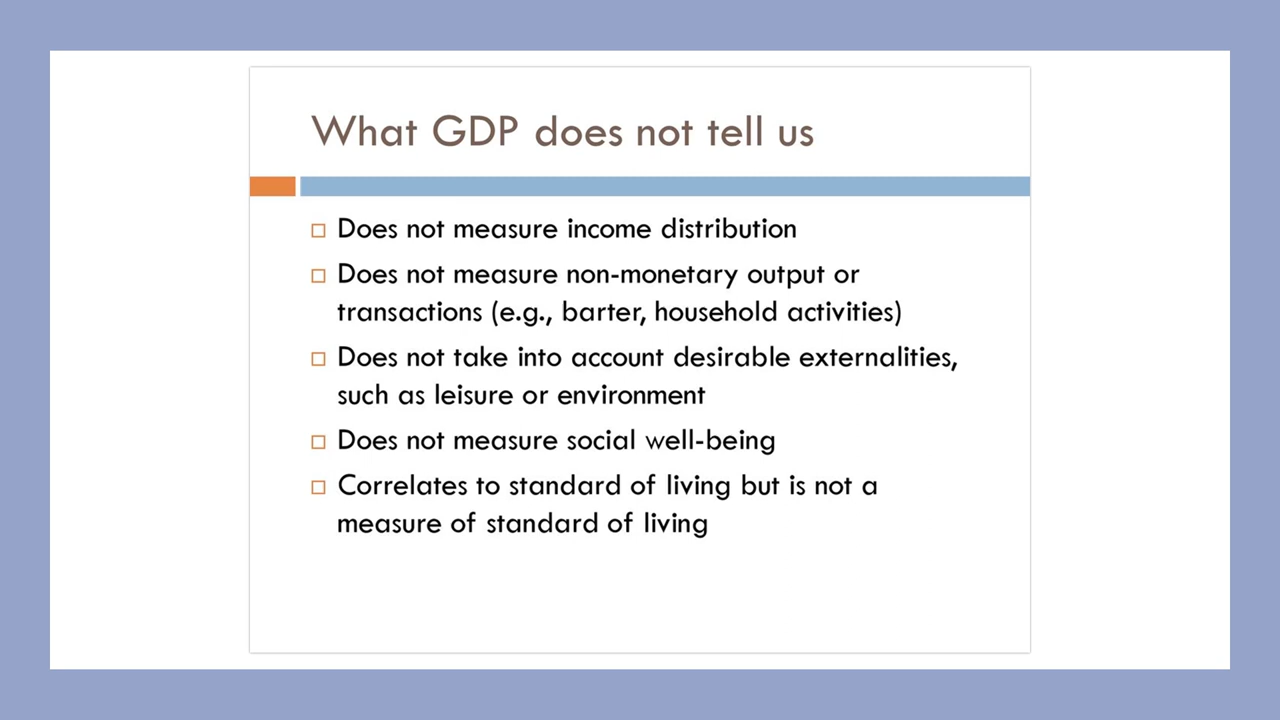 What GDP does not tell us
Does not measure income distribution
Does not measure non-monetary output or
transactions (e.g., barter, household activities)
Does not take into account desirable externalities,
such as leisure or environment
Does not measure social well-being
Correlates to standard of living but is not a
measure of standard of living